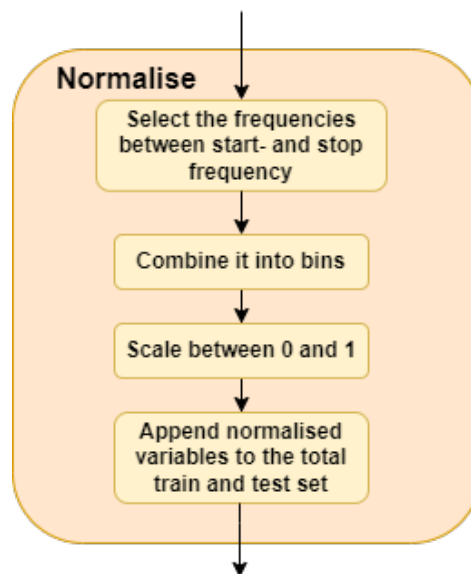 Normalise
Select the frequencies
between start- and stop
frequency
Combine it into bins
Scale between 0 and 1
Append normalised
variables to the total
train and test set